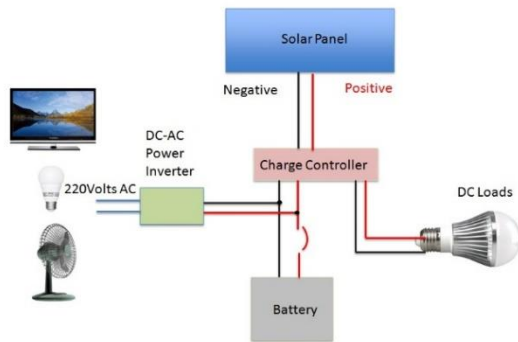 Solar Panel
Negative
Positive
DC-AC
Power
Inverter
Charge Controller
220Volts AC
DC Loads
Battery